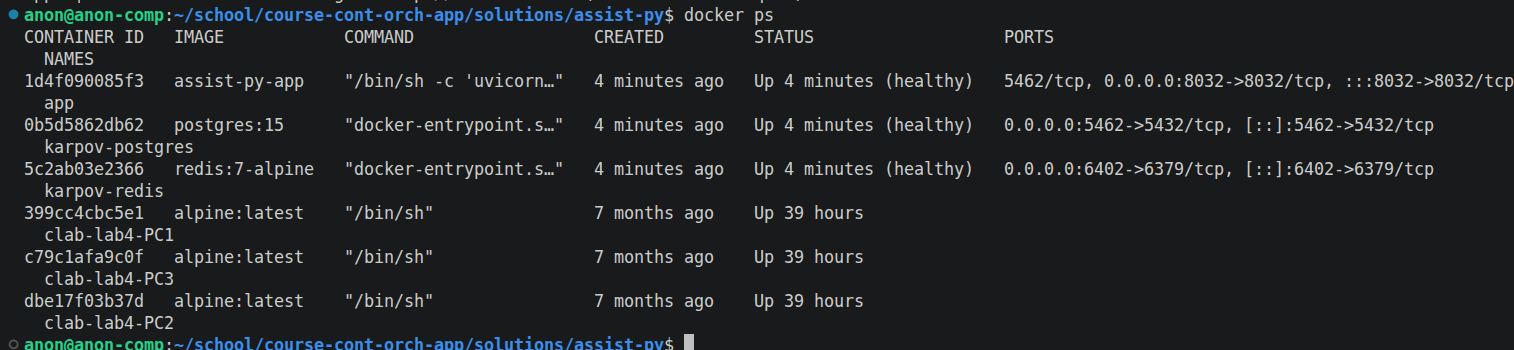 anon@anon-comp:~/school/course-cont-orch-app/solutions/assist-py$ docker ps
CONTAINER ID   IMAGE            COMMAND                  CREATED         STATUS                   PORTS
  NAMES
1d4f090085f3   assist-py-app    "/bin/sh -c 'uvicorn…"   4 minutes ago   Up 4 minutes (healthy)   5462/tcp, 0.0.0.0:8032->8032/tcp, :::8032->8032/tcp
  app
0b5d5862db62   postgres:15      "docker-entrypoint.s…"   4 minutes ago   Up 4 minutes (healthy)   0.0.0.0:5462->5432/tcp, [::]:5462->5432/tcp
  karpov-postgres
5c2ab03e2366   redis:7-alpine   "docker-entrypoint.s…"   4 minutes ago   Up 4 minutes (healthy)   0.0.0.0:6402->6379/tcp, [::]:6402->6379/tcp
  karpov-redis
399cc4cbc5e1   alpine:latest    "/bin/sh"                7 months ago    Up 39 hours
  clab-lab4-PC1
c79c1afa9c0f   alpine:latest    "/bin/sh"                7 months ago    Up 39 hours
  clab-lab4-PC3
dbe17f03b37d   alpine:latest    "/bin/sh"                7 months ago    Up 39 hours
  clab-lab4-PC2
anon@anon-comp:~/school/course-cont-orch-app/solutions/assist-py$